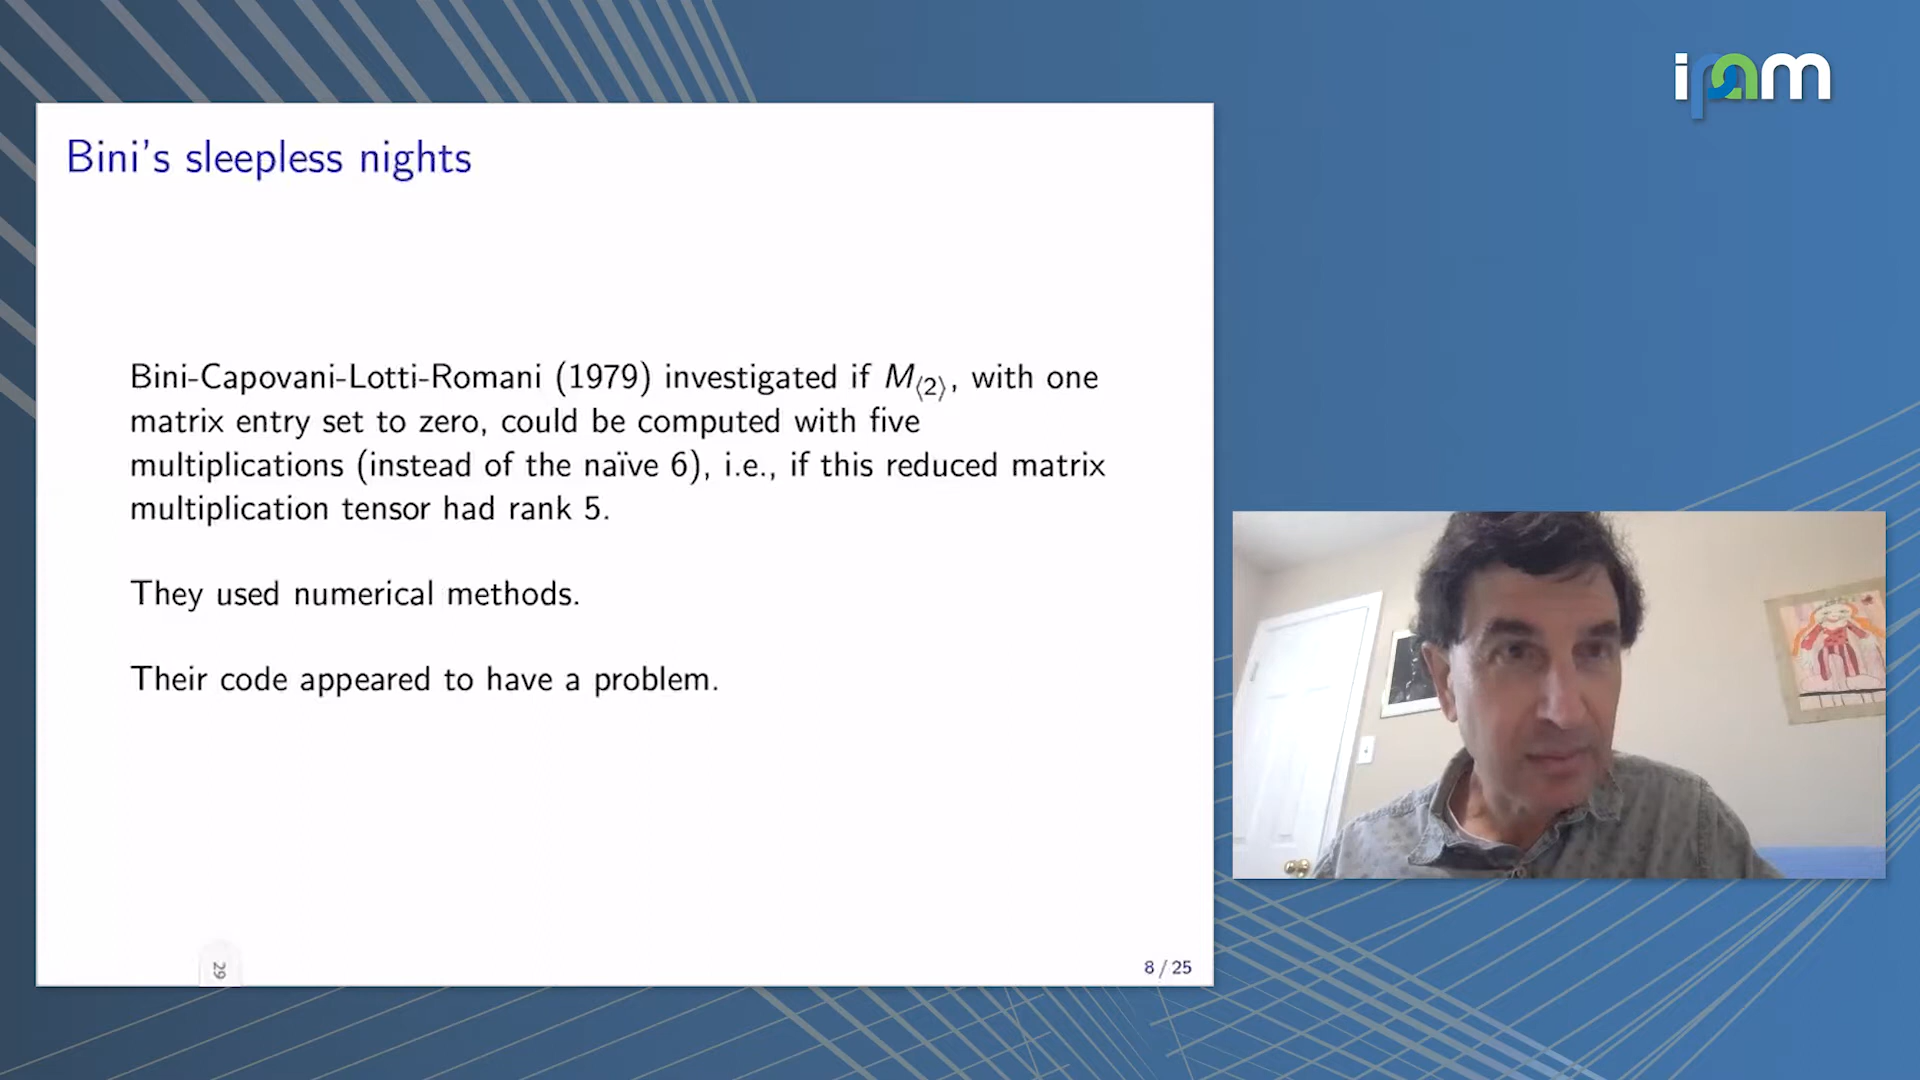 ipam
Bini's sleepless nights
Bini-Capovani-Lotti-Romani (1979) investigated if M⟨2⟩, with one
matrix entry set to zero, could be computed with five
multiplications (instead of the naïve 6), i.e., if this reduced matrix
multiplication tensor had rank 5.
They used numerical methods.
Their code appeared to have a problem.
29
8 / 25